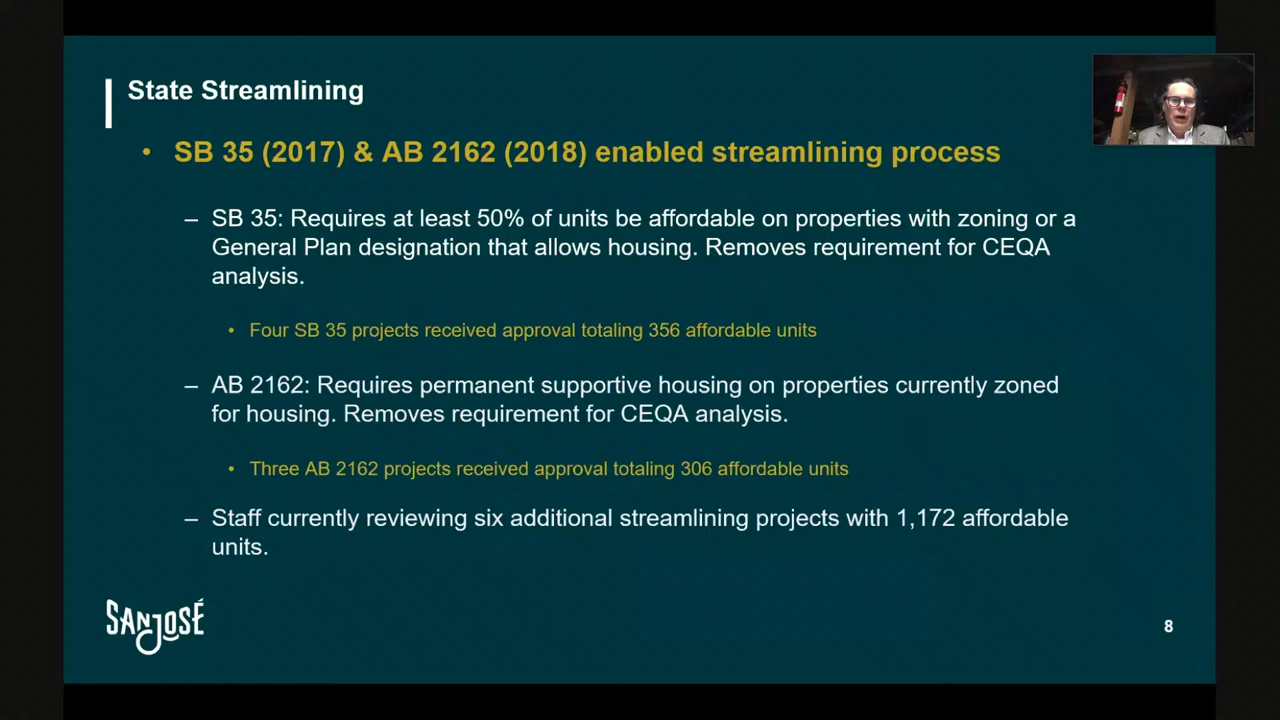 State Streamlining
• SB 35 (2017) & AB 2162 (2018) enabled streamlining process
– SB 35: Requires at least 50% of units be affordable on properties with zoning or a
General Plan designation that allows housing. Removes requirement for CEQA
analysis.
• Four SB 35 projects received approval totaling 356 affordable units
– AB 2162: Requires permanent supportive housing on properties currently zoned
for housing. Removes requirement for CEQA analysis.
• Three AB 2162 projects received approval totaling 306 affordable units
– Staff currently reviewing six additional streamlining projects with 1,172 affordable
units.
SAN JOSÉ
8